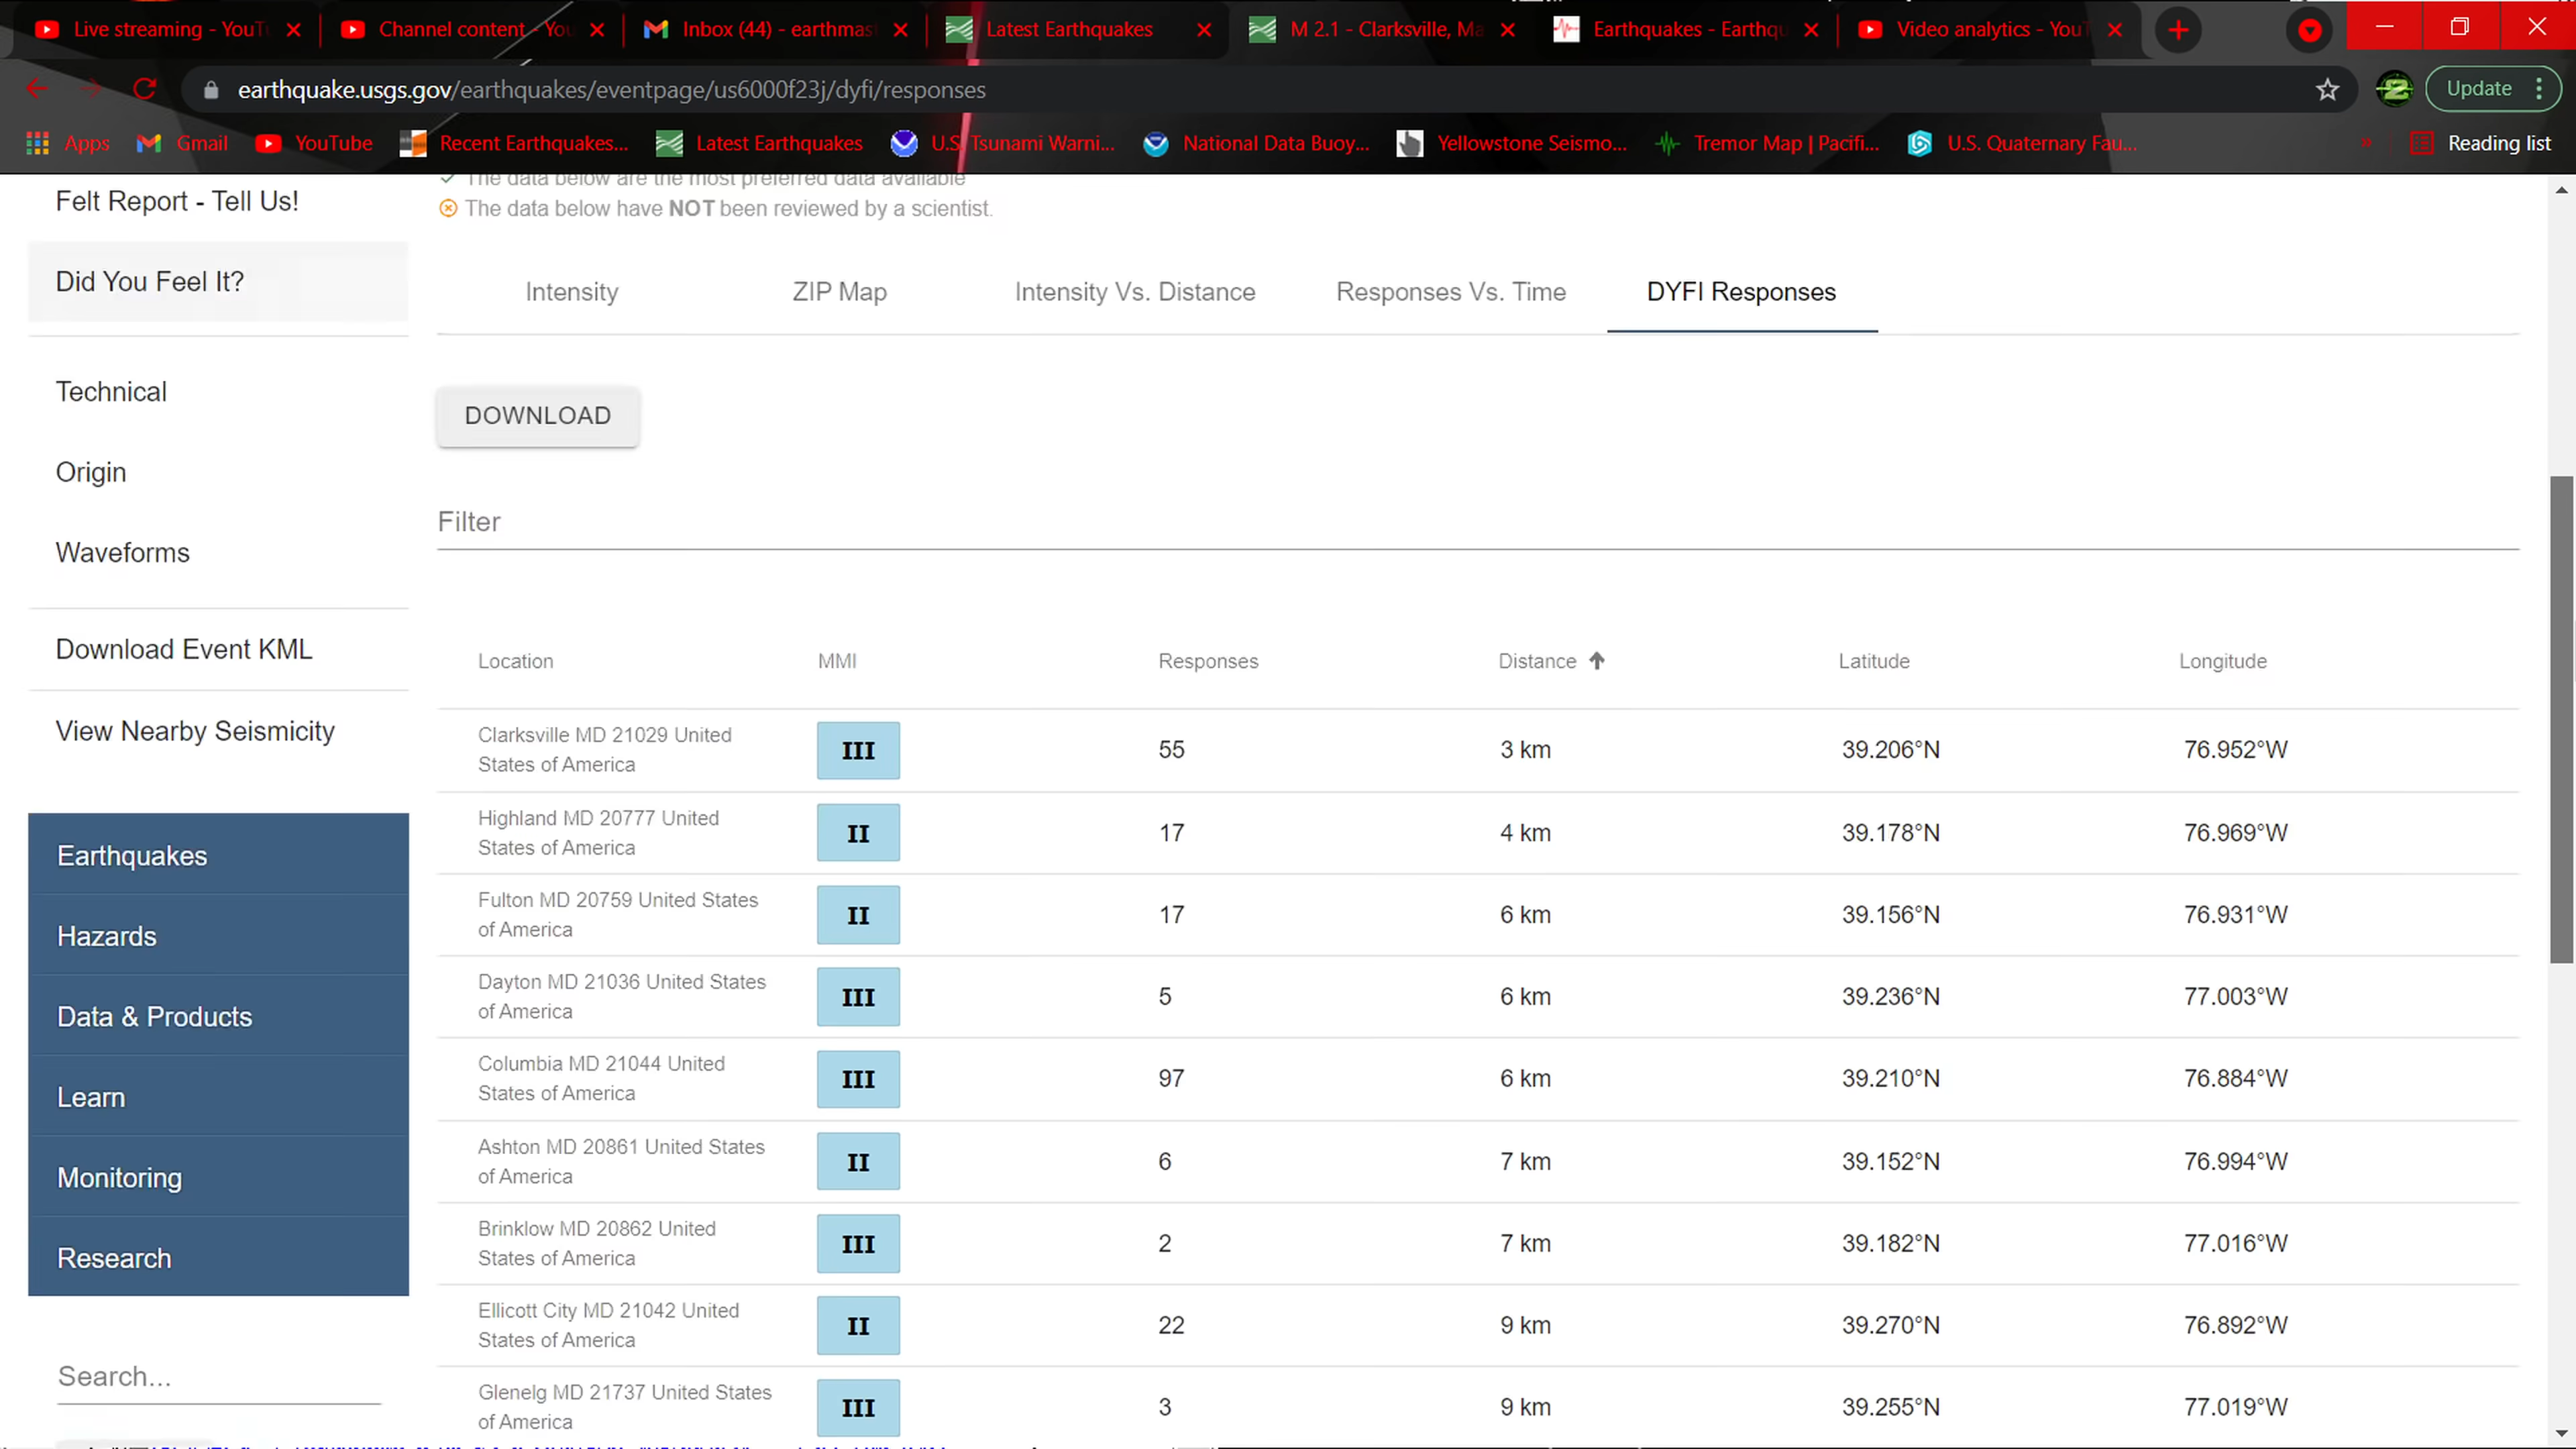 Live streaming - YouT
Channel content - You
Inbox (44) - earthmast
Latest Earthquakes
M 2.1 - Clarksville, Ma
Earthquakes - Earthqu
Video analytics - YouT
earthquake.usgs.gov/earthquakes/eventpage/us6000f23j/dyfi/responses
Update
Apps
Gmail
YouTube
Recent Earthquakes...
Latest Earthquakes
U.S. Tsunami Warni...
National Data Buoy...
Yellowstone Seismo...
Tremor Map | Pacifi...
U.S. Quaternary Fau...
Reading list
The data below are the most preferred data available
The data below have NOT been reviewed by a scientist.
Felt Report - Tell Us!
Did You Feel It?
Technical
Origin
Waveforms
Download Event KML
View Nearby Seismicity
Earthquakes
Hazards
Data & Products
Learn
Monitoring
Research
Search...
Intensity
ZIP Map
Intensity Vs. Distance
Responses Vs. Time
DYFI Responses
DOWNLOAD
Filter
Location MMI Responses Distance Latitude Longitude
Clarksville MD 21029 United
States of America
III 55 3 km 39.206°N 76.952°W
Highland MD 20777 United
States of America
II 17 4 km 39.178°N 76.969°W
Fulton MD 20759 United States
of America
II 17 6 km 39.156°N 76.931°W
Dayton MD 21036 United States
of America
III 5 6 km 39.236°N 77.003°W
Columbia MD 21044 United
States of America
III 97 6 km 39.210°N 76.884°W
Ashton MD 20861 United States
of America
II 6 7 km 39.152°N 76.994°W
Brinklow MD 20862 United
States of America
III 2 7 km 39.182°N 77.016°W
Ellicott City MD 21042 United
States of America
II 22 9 km 39.270°N 76.892°W
Glenelg MD 21737 United States
of America
III 3 9 km 39.255°N 77.019°W